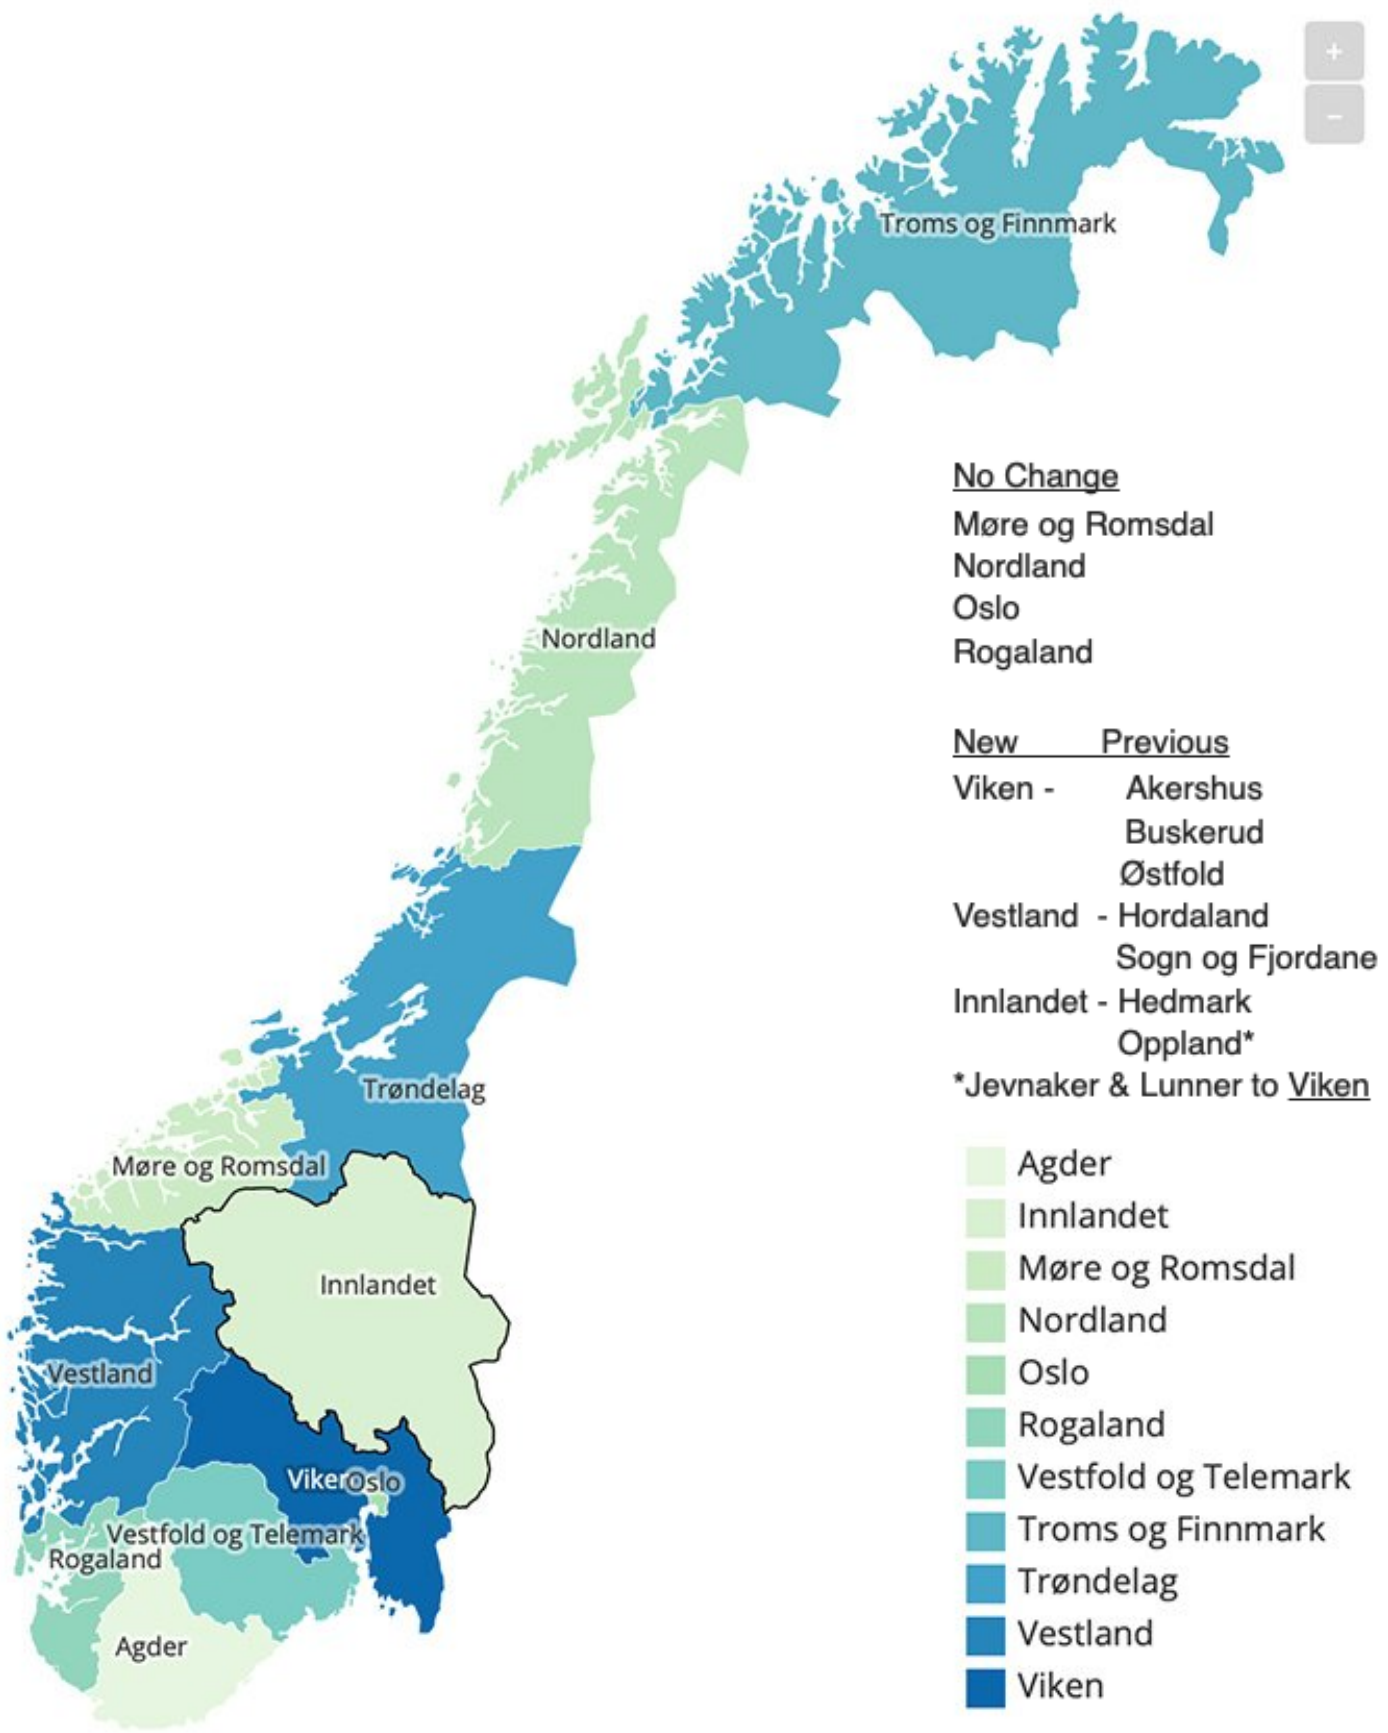 +
−
Troms og Finnmark
No Change
Møre og Romsdal
Nordland
Oslo
Rogaland
Nordland
New Previous
Viken - Akershus
Buskerud
Østfold
Vestland - Hordaland
Sogn og Fjordane
Innlandet - Hedmark
Oppland*
*Jevnaker & Lunner to Viken
Trøndelag
Møre og Romsdal
Innlandet
Vestland
Viken
Oslo
Vestfold og Telemark
Rogaland
Agder
Agder
Innlandet
Møre og Romsdal
Nordland
Oslo
Rogaland
Vestfold og Telemark
Troms og Finnmark
Trøndelag
Vestland
Viken